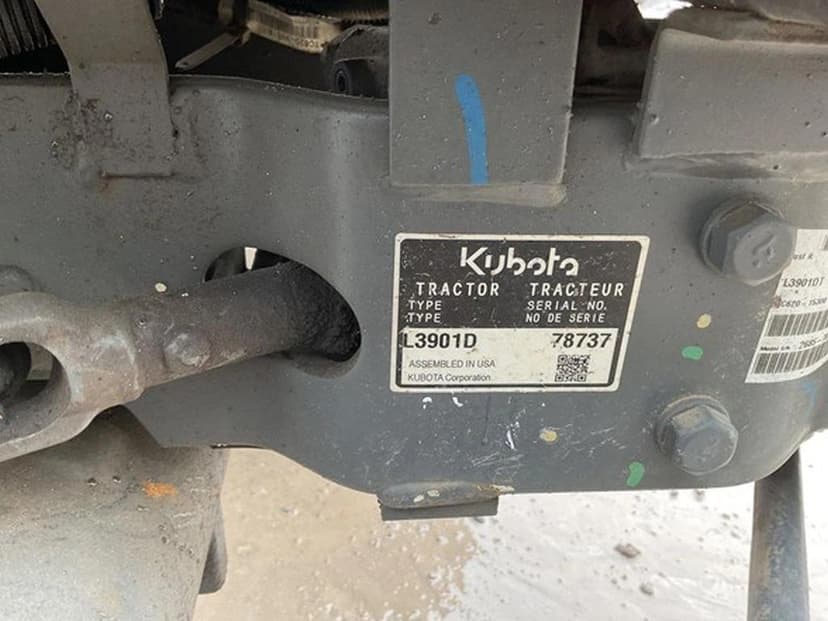 Kubota
TRACTOR TRACTEUR
TYPE SERIAL NO.
TYPE NO DE SERIE
L3901D 78737
ASSEMBLED IN USA
KUBOTA Corporation
L3901DT